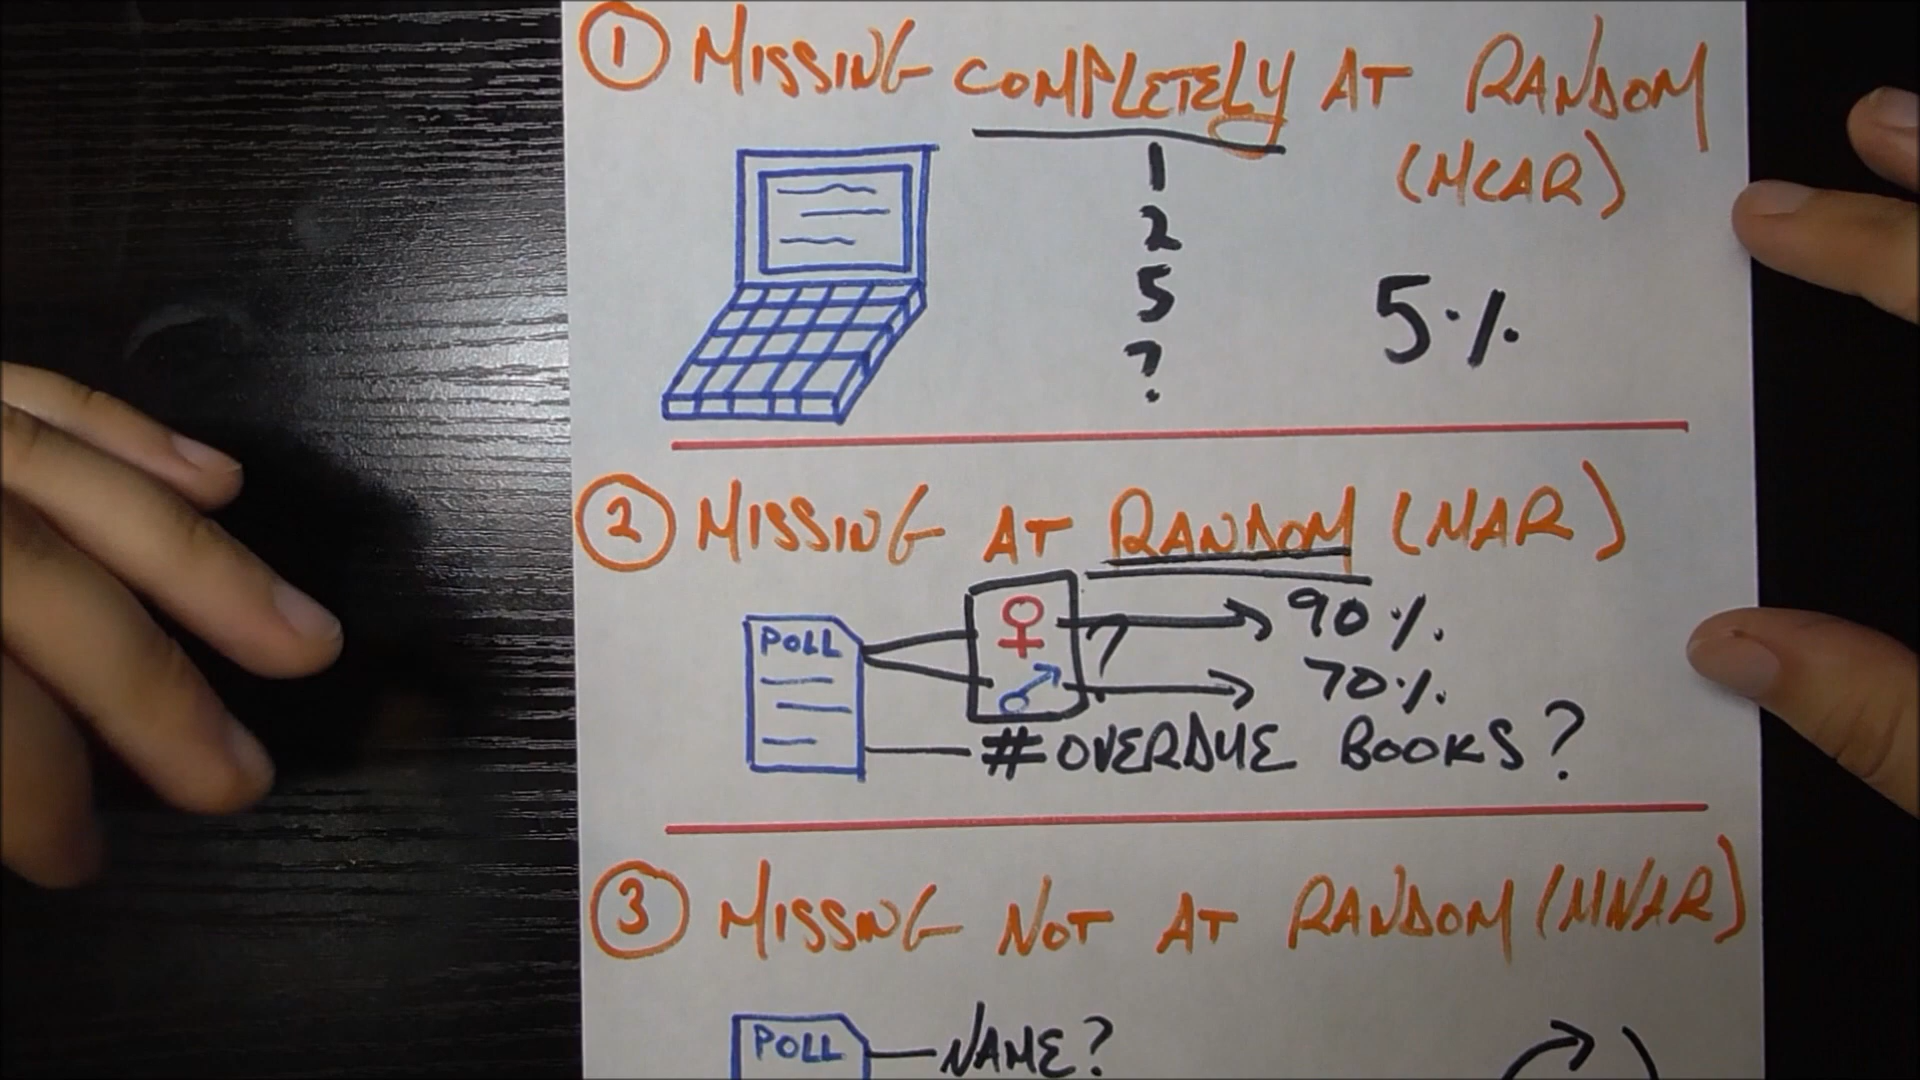 ① MISSING COMPLETELY AT RANDOM
(MCAR)
1
2
5
?
5%
② MISSING AT RANDOM (MAR)
POLL
♀ ? → 90%
♂ → 70%
#OVERDUE BOOKS?
③ MISSING NOT AT RANDOM (MNAR)
POLL NAME?